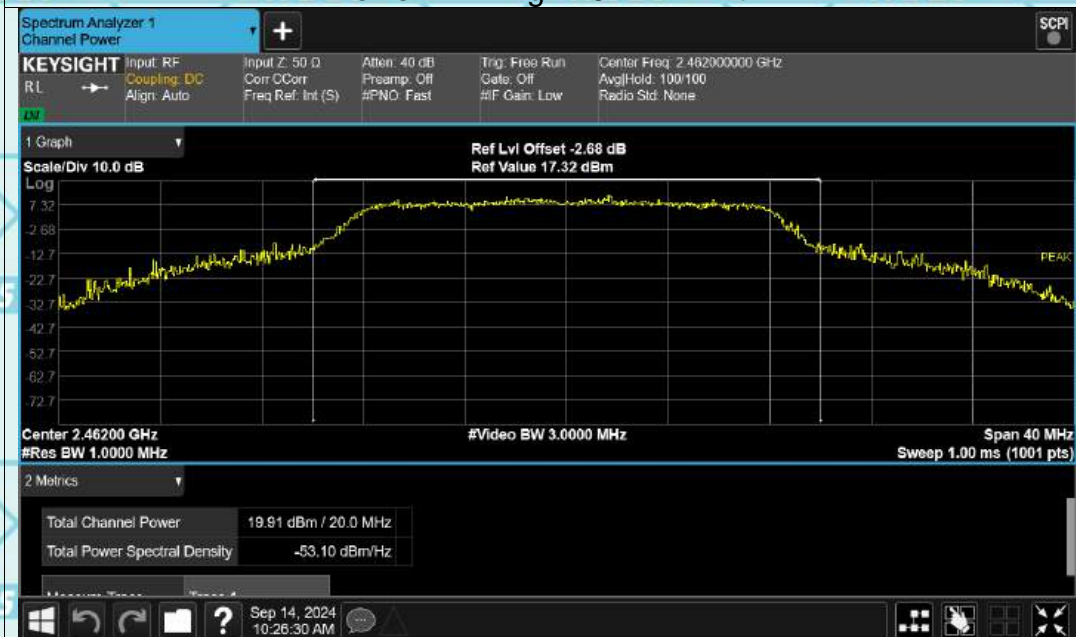 Spectrum Analyzer 1
Channel Power
+
SCPI
KEYSIGHT
RL
Input: RF
Coupling: DC
Align: Auto
Input Z: 50 Ω
Corr CCorr
Freq Ref: Int (S)
Atten: 40 dB
Preamp: Off
#PNO: Fast
Trig: Free Run
Gate: Off
#IF Gain: Low
Center Freq: 2.462000000 GHz
Avg|Hold: 100/100
Radio Std: None
1 Graph
Scale/Div 10.0 dB
Ref Lvl Offset -2.68 dB
Ref Value 17.32 dBm
Log
7.32
-2.68
-12.7
-22.7
-32.7
-42.7
-52.7
-62.7
-72.7
PEAK
Center 2.46200 GHz
#Video BW 3.0000 MHz
Span 40 MHz
#Res BW 1.0000 MHz
Sweep 1.00 ms (1001 pts)
2 Metrics
Total Channel Power 19.91 dBm / 20.0 MHz
Total Power Spectral Density -53.10 dBm/Hz
?
Sep 14, 2024
10:26:30 AM